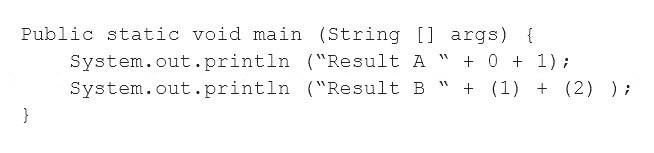 Public static void main (String [] args) {
System.out.println (“Result A “ + 0 + 1);
System.out.println (“Result B “ + (1) + (2) );
}